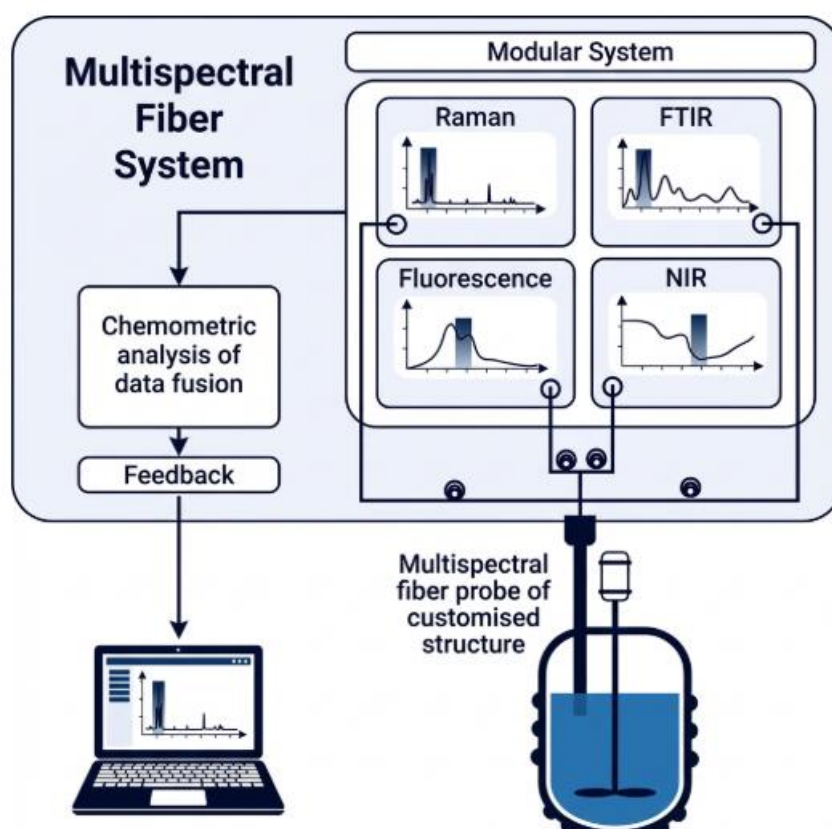 Multispectral
Fiber
System
Modular System
Raman
FTIR
Fluorescence
NIR
Chemometric
analysis of
data fusion
Feedback
Multispectral
fiber probe of
customised
structure